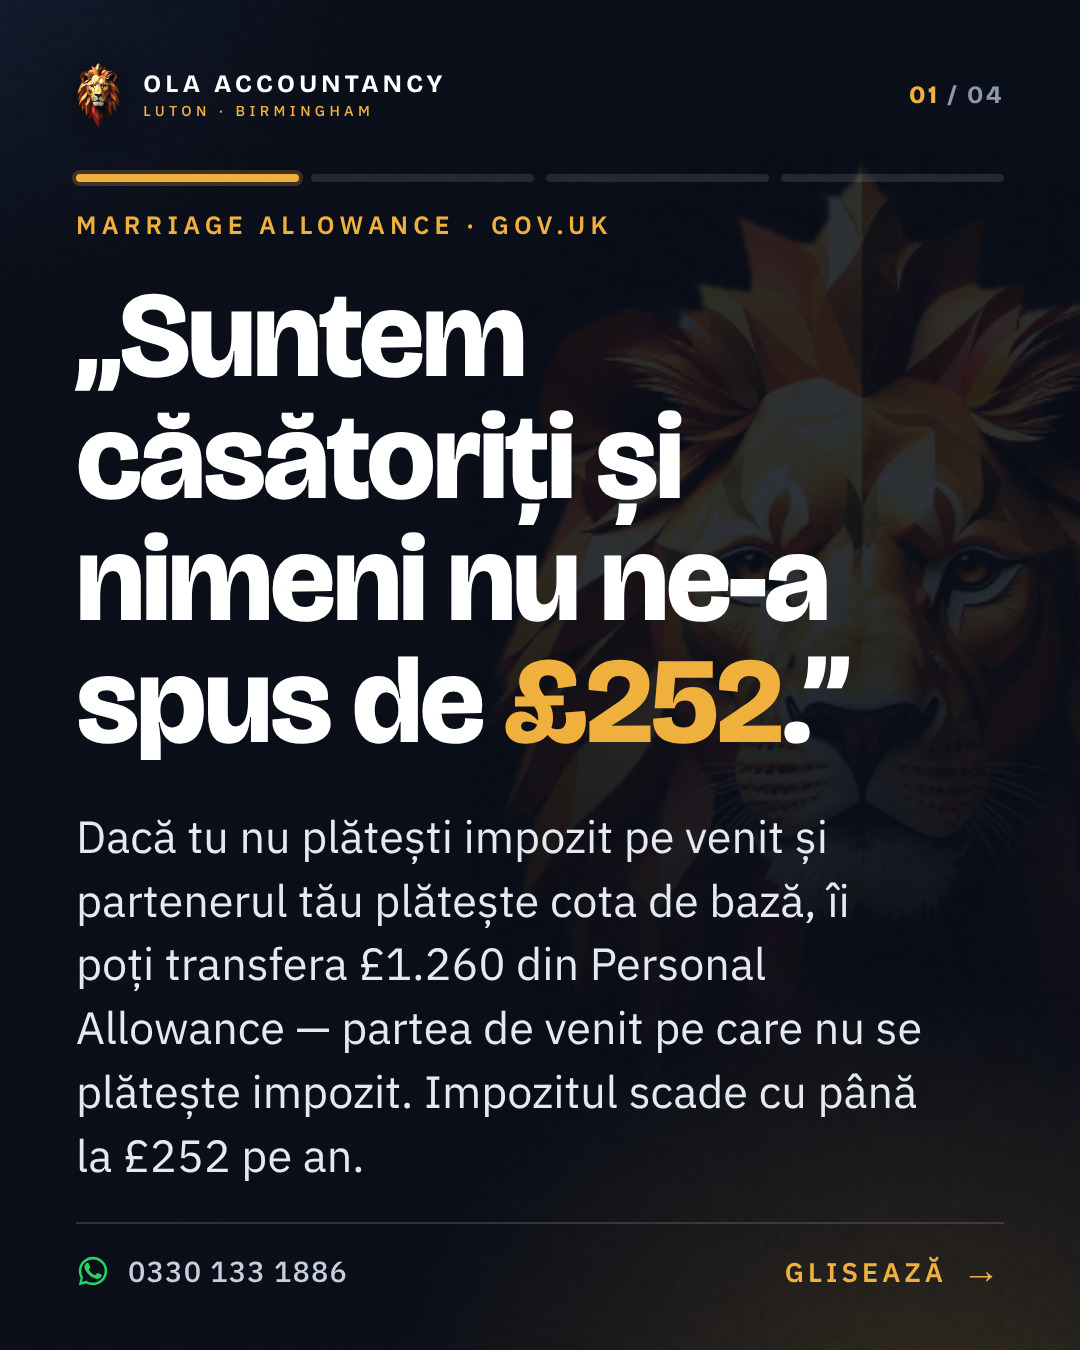 OLA ACCOUNTANCY
LUTON · BIRMINGHAM
01 / 04
MARRIAGE ALLOWANCE · GOV.UK
„Suntem
căsătoriți și
nimeni nu ne-a
spus de £252.”
Dacă tu nu plătești impozit pe venit și
partenerul tău plătește cota de bază, îi
poți transfera £1.260 din Personal
Allowance — partea de venit pe care nu se
plătește impozit. Impozitul scade cu până
la £252 pe an.
0330 133 1886
GLISEAZĂ →